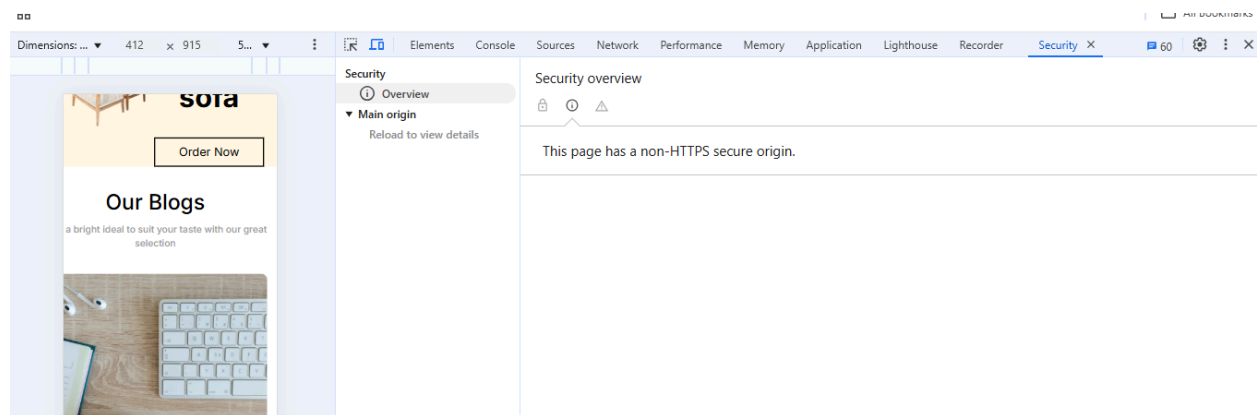 All Bookmarks
Dimensions: ... ▼ 412 × 915 5... ▼
Elements Console Sources Network Performance Memory Application Lighthouse Recorder Security × 60
Security
Overview
Main origin
Reload to view details
Security overview
This page has a non-HTTPS secure origin.
sofa
Order Now
Our Blogs
a bright ideal to suit your taste with our great
selection